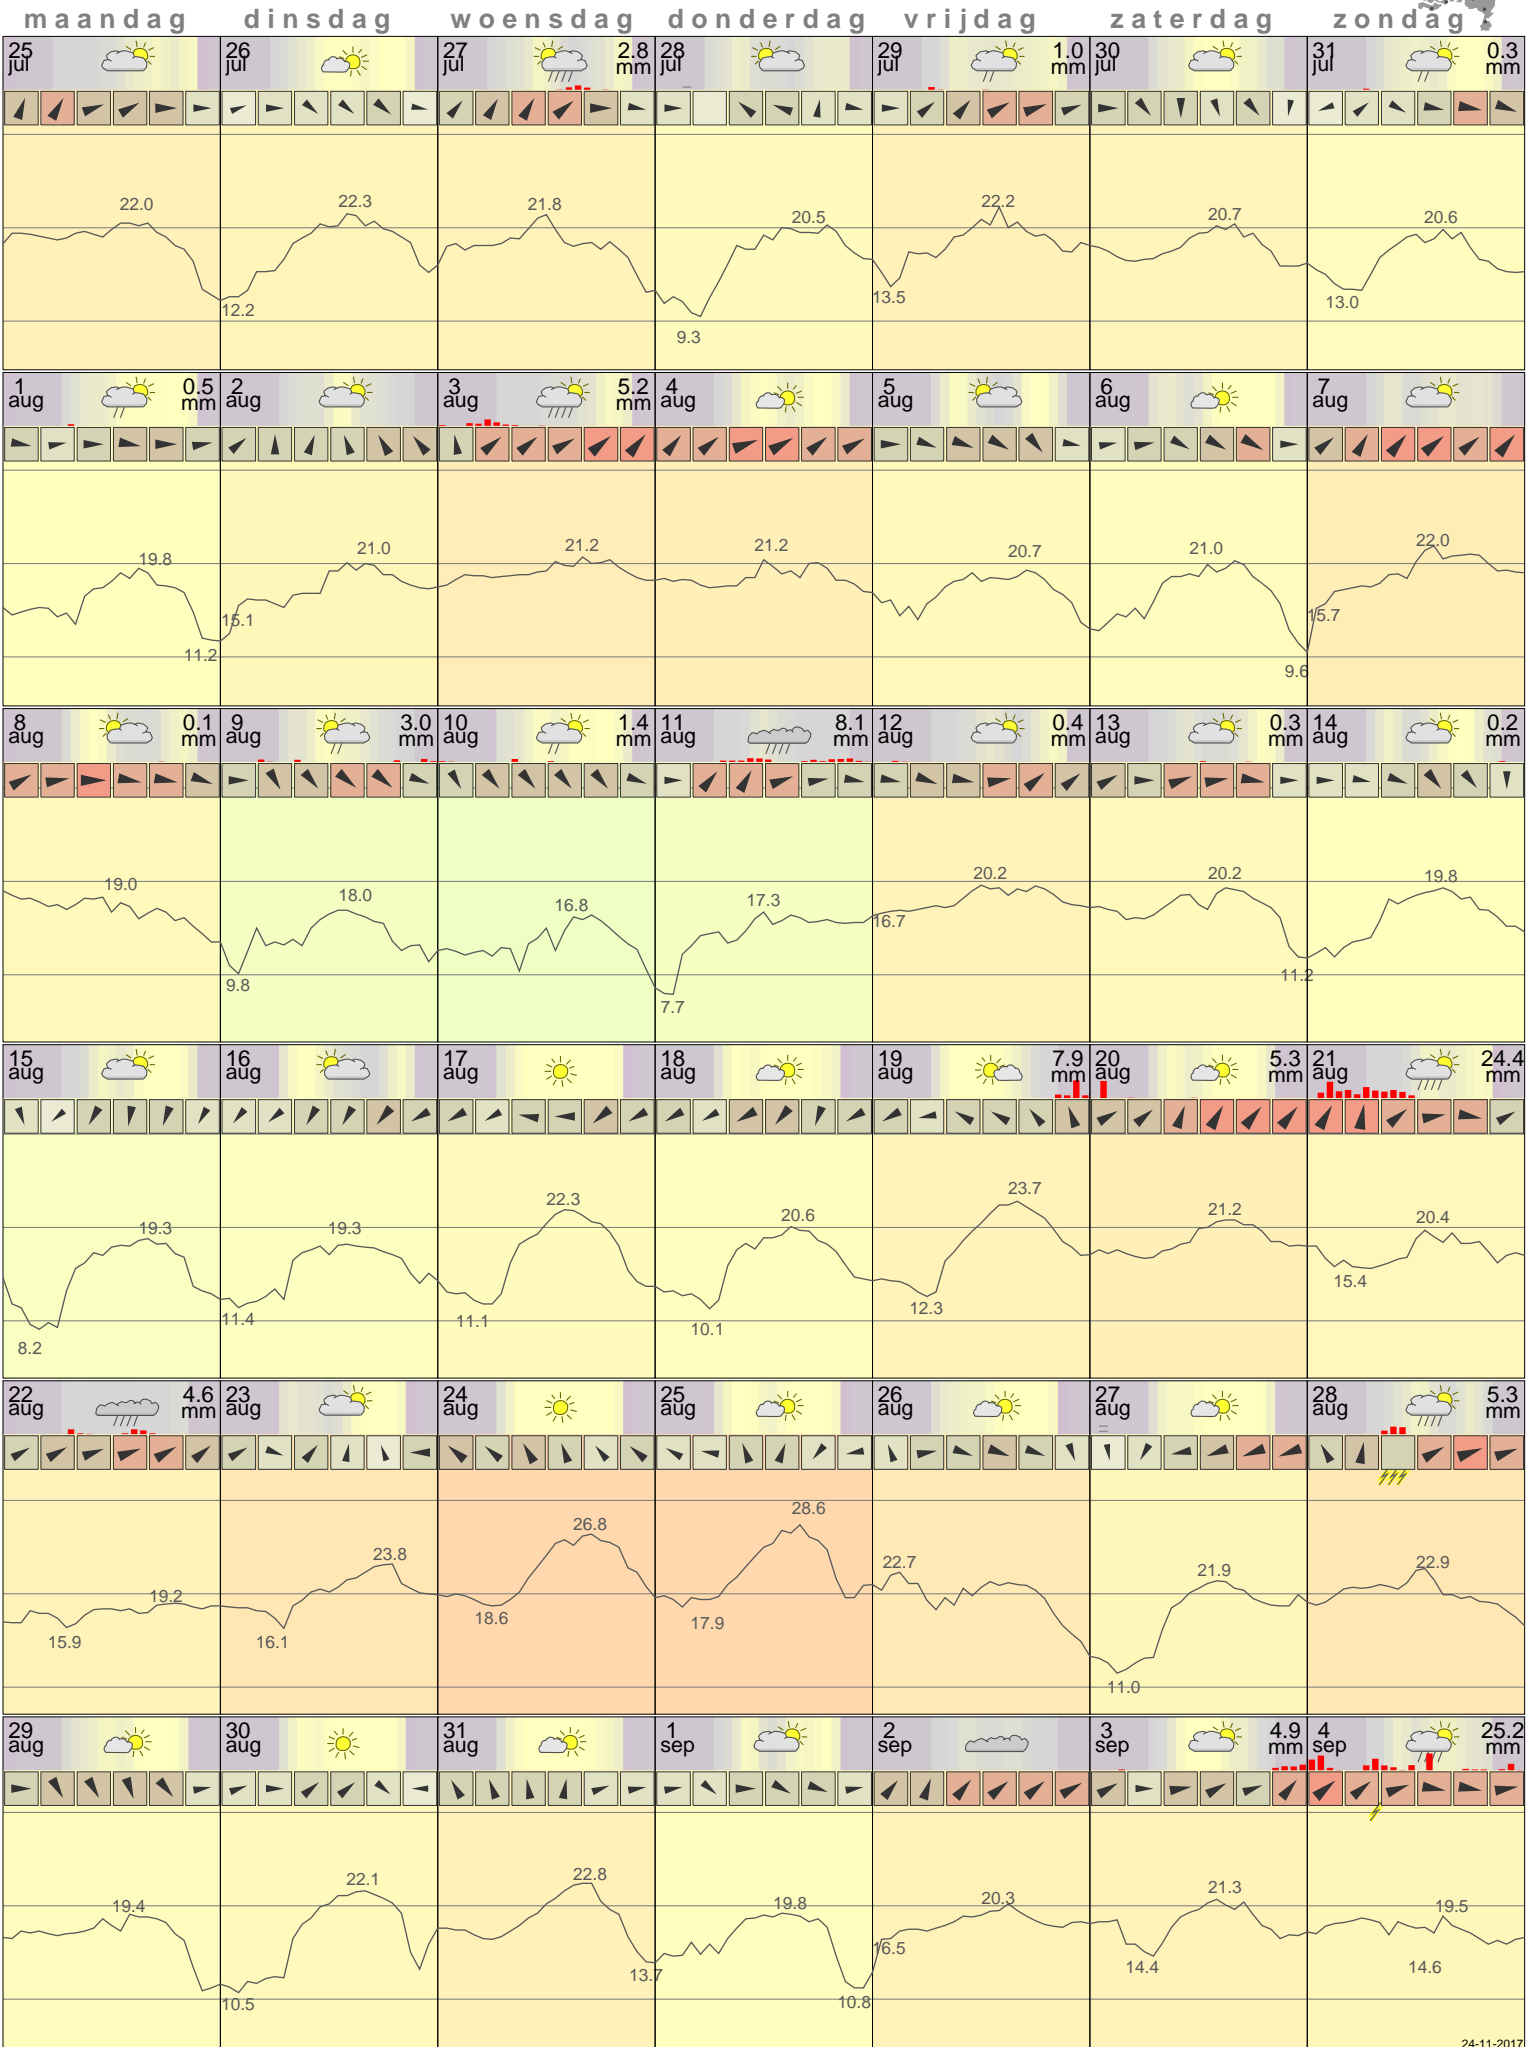 maandag dinsdag woensdag donderdag vrijdag zaterdag zondag
25 26 27 2.8 28 29 1.0 30 31 0.3
jul jul jul mm jul jul mm jul jul mm
22.0 22.3 21.8 20.5 22.2 20.7 20.6
12.2 9.3 13.5 13.0
1 0.5 2 3 5.2 4 5 6 7
aug mm aug aug mm aug aug aug aug
19.8 21.0 21.2 21.2 20.7 21.0 22.0
11.2 15.1 9.6 15.7
8 0.1 9 3.0 10 1.4 11 8.1 12 0.4 13 0.3 14 0.2
aug mm aug mm aug mm aug mm aug mm aug mm aug mm
19.0 18.0 16.8 17.3 20.2 20.2 19.8
9.8 7.7 16.7 11.2
15 16 17 18 19 7.9 20 5.3 21 24.4
aug aug aug aug aug mm aug mm aug mm
19.3 19.3 22.3 20.6 23.7 21.2 20.4
8.2 11.4 11.1 10.1 12.3 15.4
22 4.6 23 24 25 26 27 28 5.3
aug mm aug aug aug aug aug aug mm
19.2 23.8 26.8 28.6 22.7 21.9 22.9
15.9 16.1 18.6 17.9 11.0
29 30 31 1 2 3 4.9 4 25.2
aug aug aug sep sep sep mm sep mm
19.4 22.1 22.8 19.8 20.3 21.3 19.5
10.5 13.7 10.8 16.5 14.4 14.6
24-11-2017